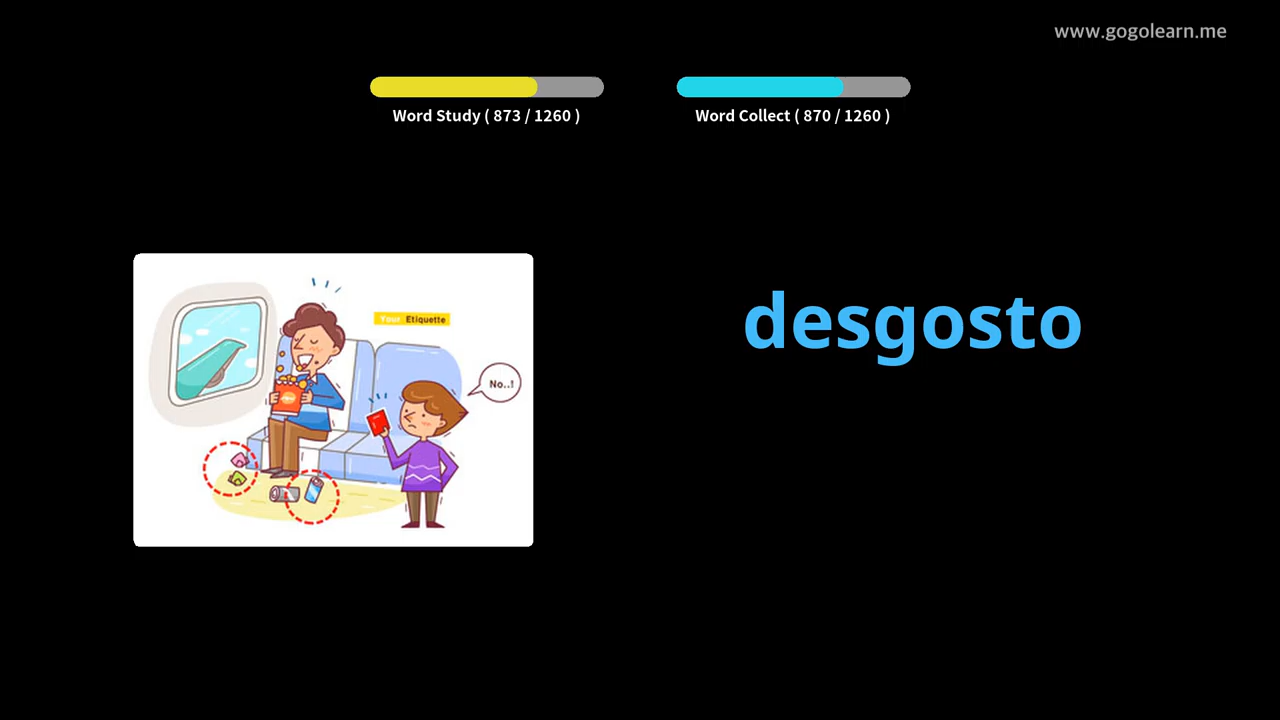 www.gogolearn.me
Word Study ( 873 / 1260 )
Word Collect ( 870 / 1260 )
Your Etiquette
No..!
desgosto